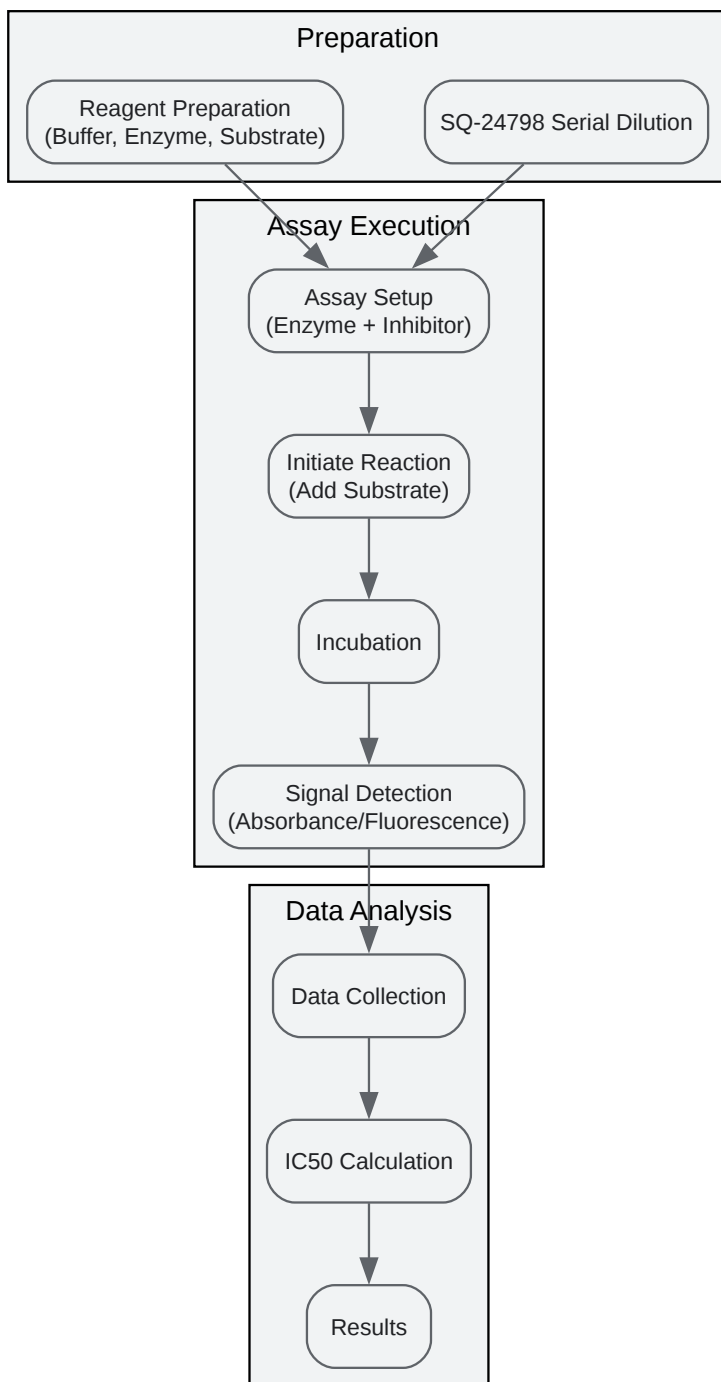 Preparation
Reagent Preparation
(Buffer, Enzyme, Substrate)
SQ-24798 Serial Dilution
Assay Execution
Assay Setup
(Enzyme + Inhibitor)
Initiate Reaction
(Add Substrate)
Incubation
Signal Detection
(Absorbance/Fluorescence)
Data Analysis
Data Collection
IC50 Calculation
Results